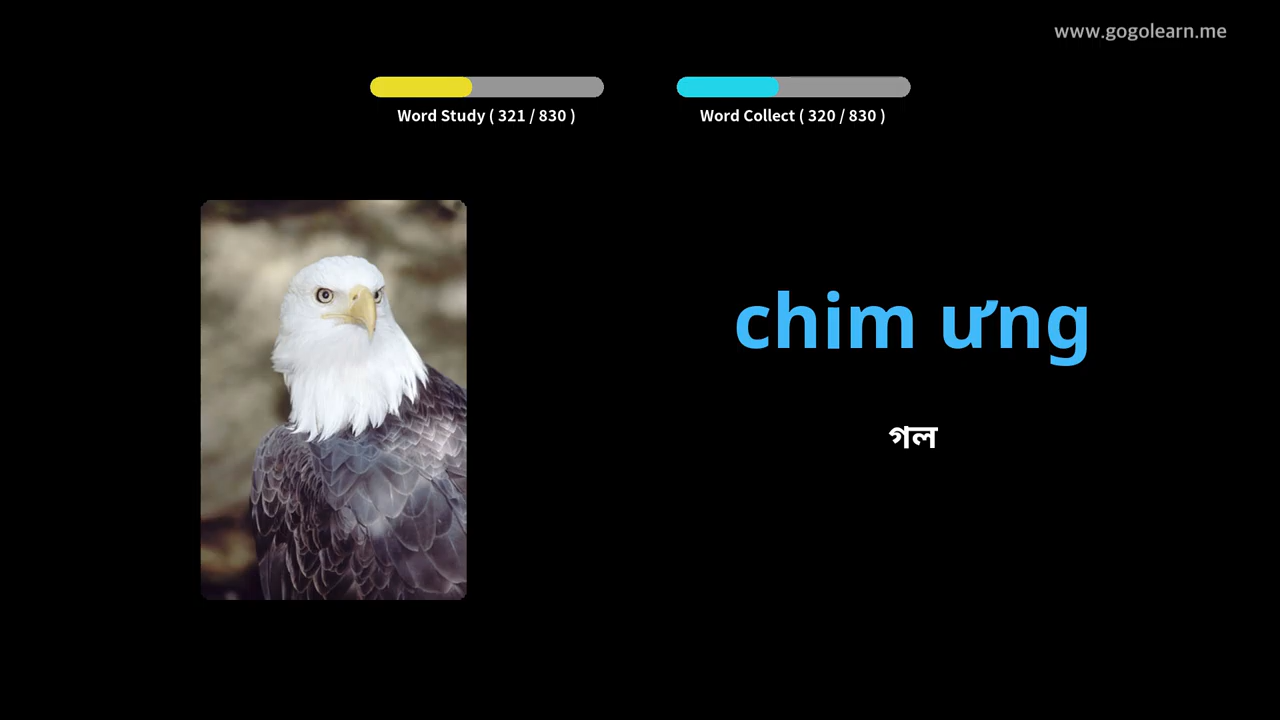 www.gogolearn.me
Word Study ( 321 / 830 )
Word Collect ( 320 / 830 )
chim ưng
গল